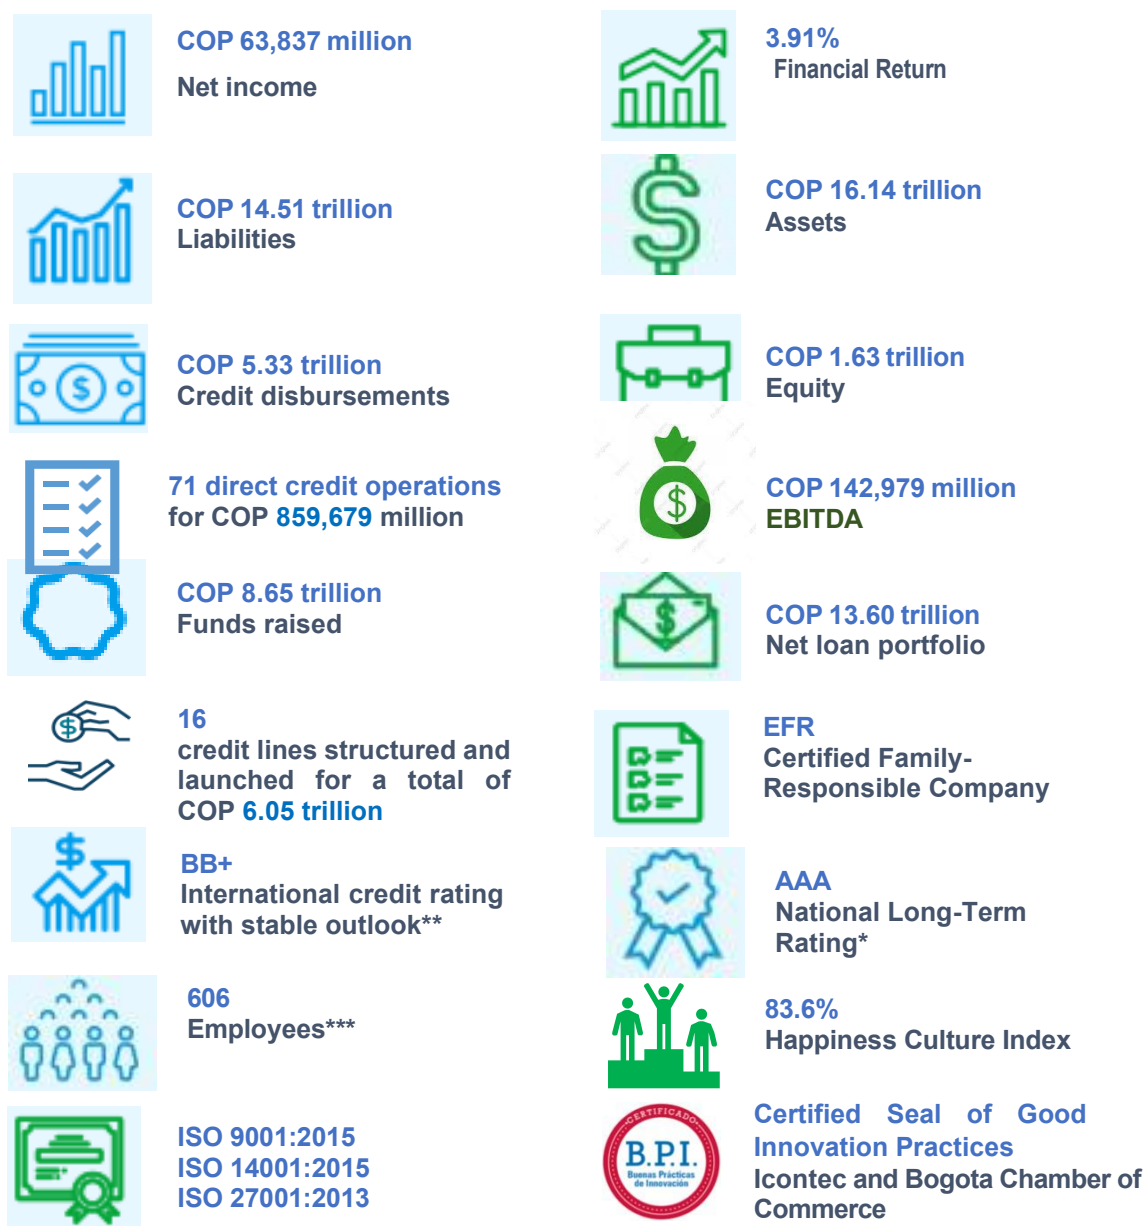 COP 63,837 million
Net income
3.91%
Financial Return
COP 14.51 trillion
Liabilities
COP 16.14 trillion
Assets
COP 5.33 trillion
Credit disbursements
COP 1.63 trillion
Equity
71 direct credit operations
for COP 859,679 million
COP 142,979 million
EBITDA
COP 8.65 trillion
Funds raised
COP 13.60 trillion
Net loan portfolio
16
credit lines structured and
launched for a total of
COP 6.05 trillion
EFR
Certified Family-
Responsible Company
BB+
International credit rating
with stable outlook**
AAA
National Long-Term
Rating*
606
Employees***
83.6%
Happiness Culture Index
ISO 9001:2015
ISO 14001:2015
ISO 27001:2013
CERTIFICADO
B.P.I.
Buenas Prácticas
de Innovación
Certified Seal of Good
Innovation Practices
Icontec and Bogota Chamber of
Commerce